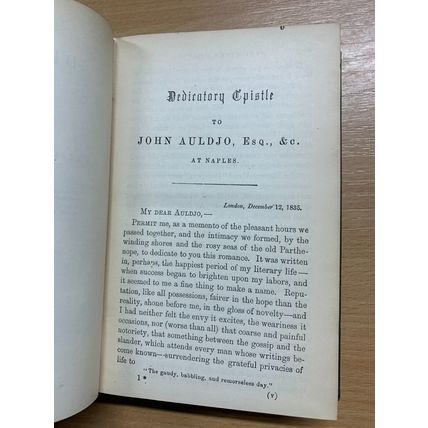 Dedicatory Epistle
TO
JOHN AULDJO, ESQ., &c.
AT NAPLES.
London, December 12, 1835.
MY DEAR AULDJO,—
PERMIT me, as a memento of the pleasant hours we
passed together, and the intimacy we formed, by the
winding shores and the rosy seas of the old Parthe-
nope, to dedicate to you this romance. It was written
in, perhaps, the happiest period of my literary life—
when success began to brighten upon my labors, and
it seemed to me a fine thing to make a name. Repu-
tation, like all possessions, fairer in the hope than the
reality, shone before me, in the gloss of novelty—and
I had neither felt the envy it excites, the weariness it
occasions, nor (worse than all) that coarse and painful
notoriety, that something between the gossip and the
slander, which attends every man whose writings be-
come known—surrendering the grateful privacies of
life to
"The gaudy, babbling, and remorseless day."
1 *
(v)